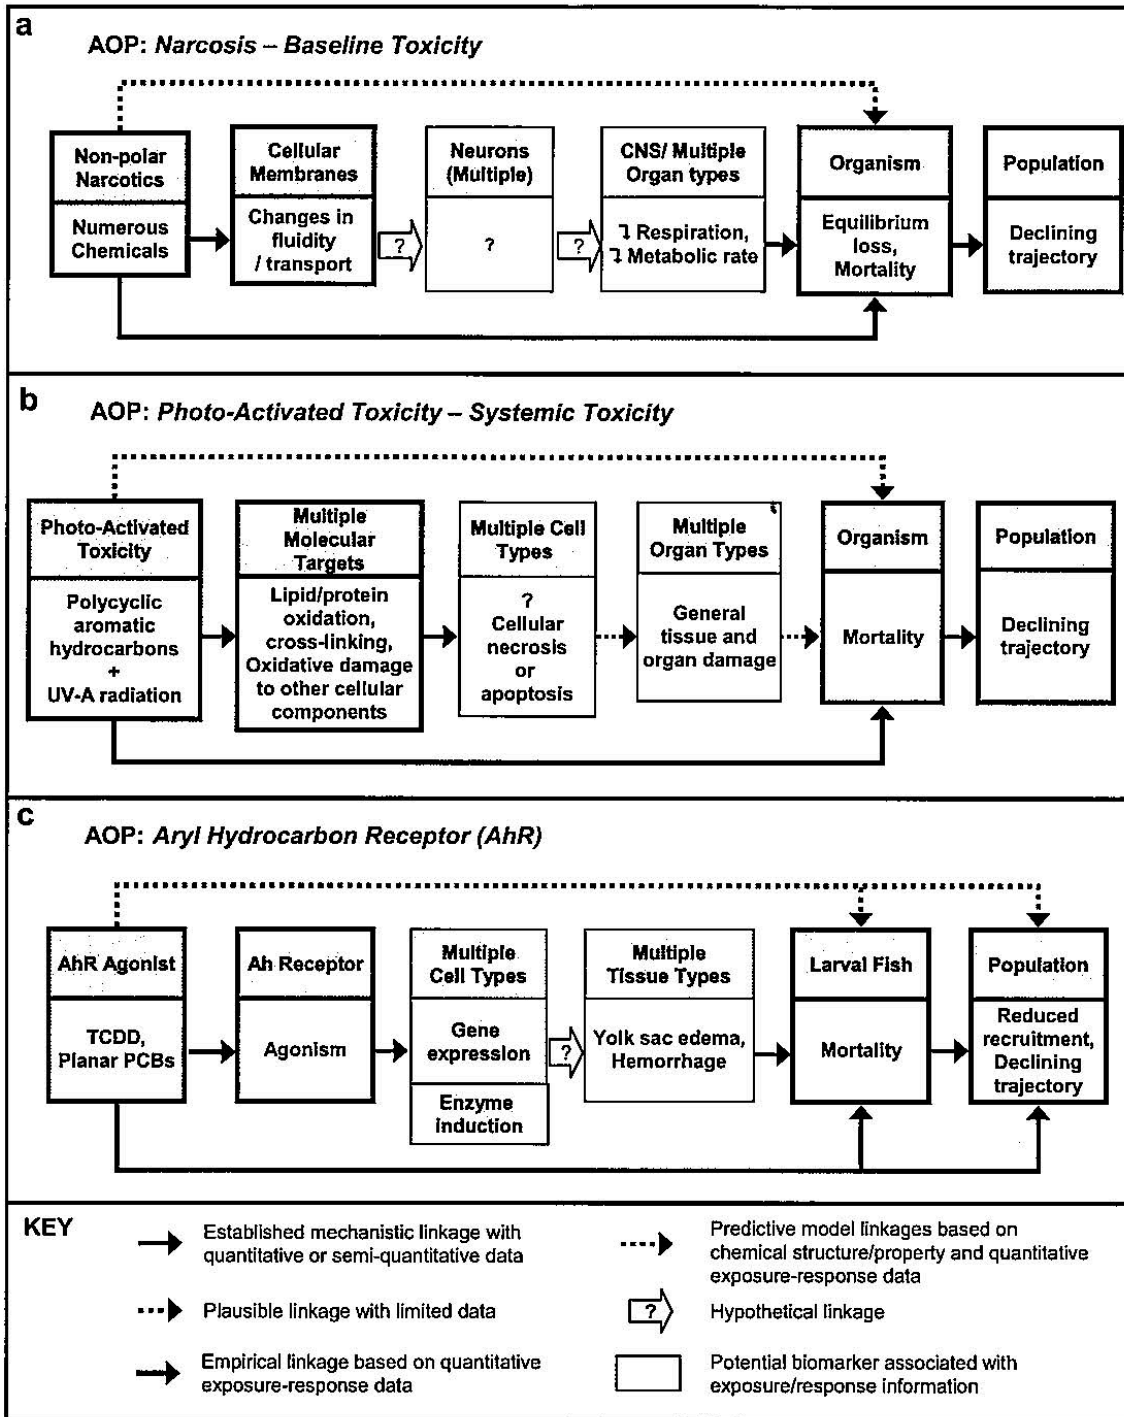 a
AOP: Narcosis – Baseline Toxicity
Non-polar
Narcotics
Numerous
Chemicals
Cellular
Membranes
Changes in
fluidity
/ transport
?
Neurons
(Multiple)
?
?
CNS/ Multiple
Organ types
Respiration,
Metabolic rate
Organism
Equilibrium
loss,
Mortality
Population
Declining
trajectory
b
AOP: Photo-Activated Toxicity – Systemic Toxicity
Photo-Activated
Toxicity
Polycyclic
aromatic
hydrocarbons
+
UV-A radiation
Multiple
Molecular
Targets
Lipid/protein
oxidation,
cross-linking,
Oxidative damage
to other cellular
components
Multiple Cell
Types
?
Cellular
necrosis
or
apoptosis
Multiple
Organ Types
General
tissue and
organ damage
Organism
Mortality
Population
Declining
trajectory
c
AOP: Aryl Hydrocarbon Receptor (AhR)
AhR Agonist
TCDD,
Planar PCBs
Ah Receptor
Agonism
Multiple
Cell Types
Gene
expression
Enzyme
induction
?
Multiple
Tissue Types
Yolk sac edema,
Hemorrhage
Larval Fish
Mortality
Population
Reduced
recruitment,
Declining
trajectory
KEY
Established mechanistic linkage with
quantitative or semi-quantitative data
Plausible linkage with limited data
Empirical linkage based on quantitative
exposure-response data
Predictive model linkages based on
chemical structure/property and quantitative
exposure-response data
?
Hypothetical linkage
Potential biomarker associated with
exposure/response information